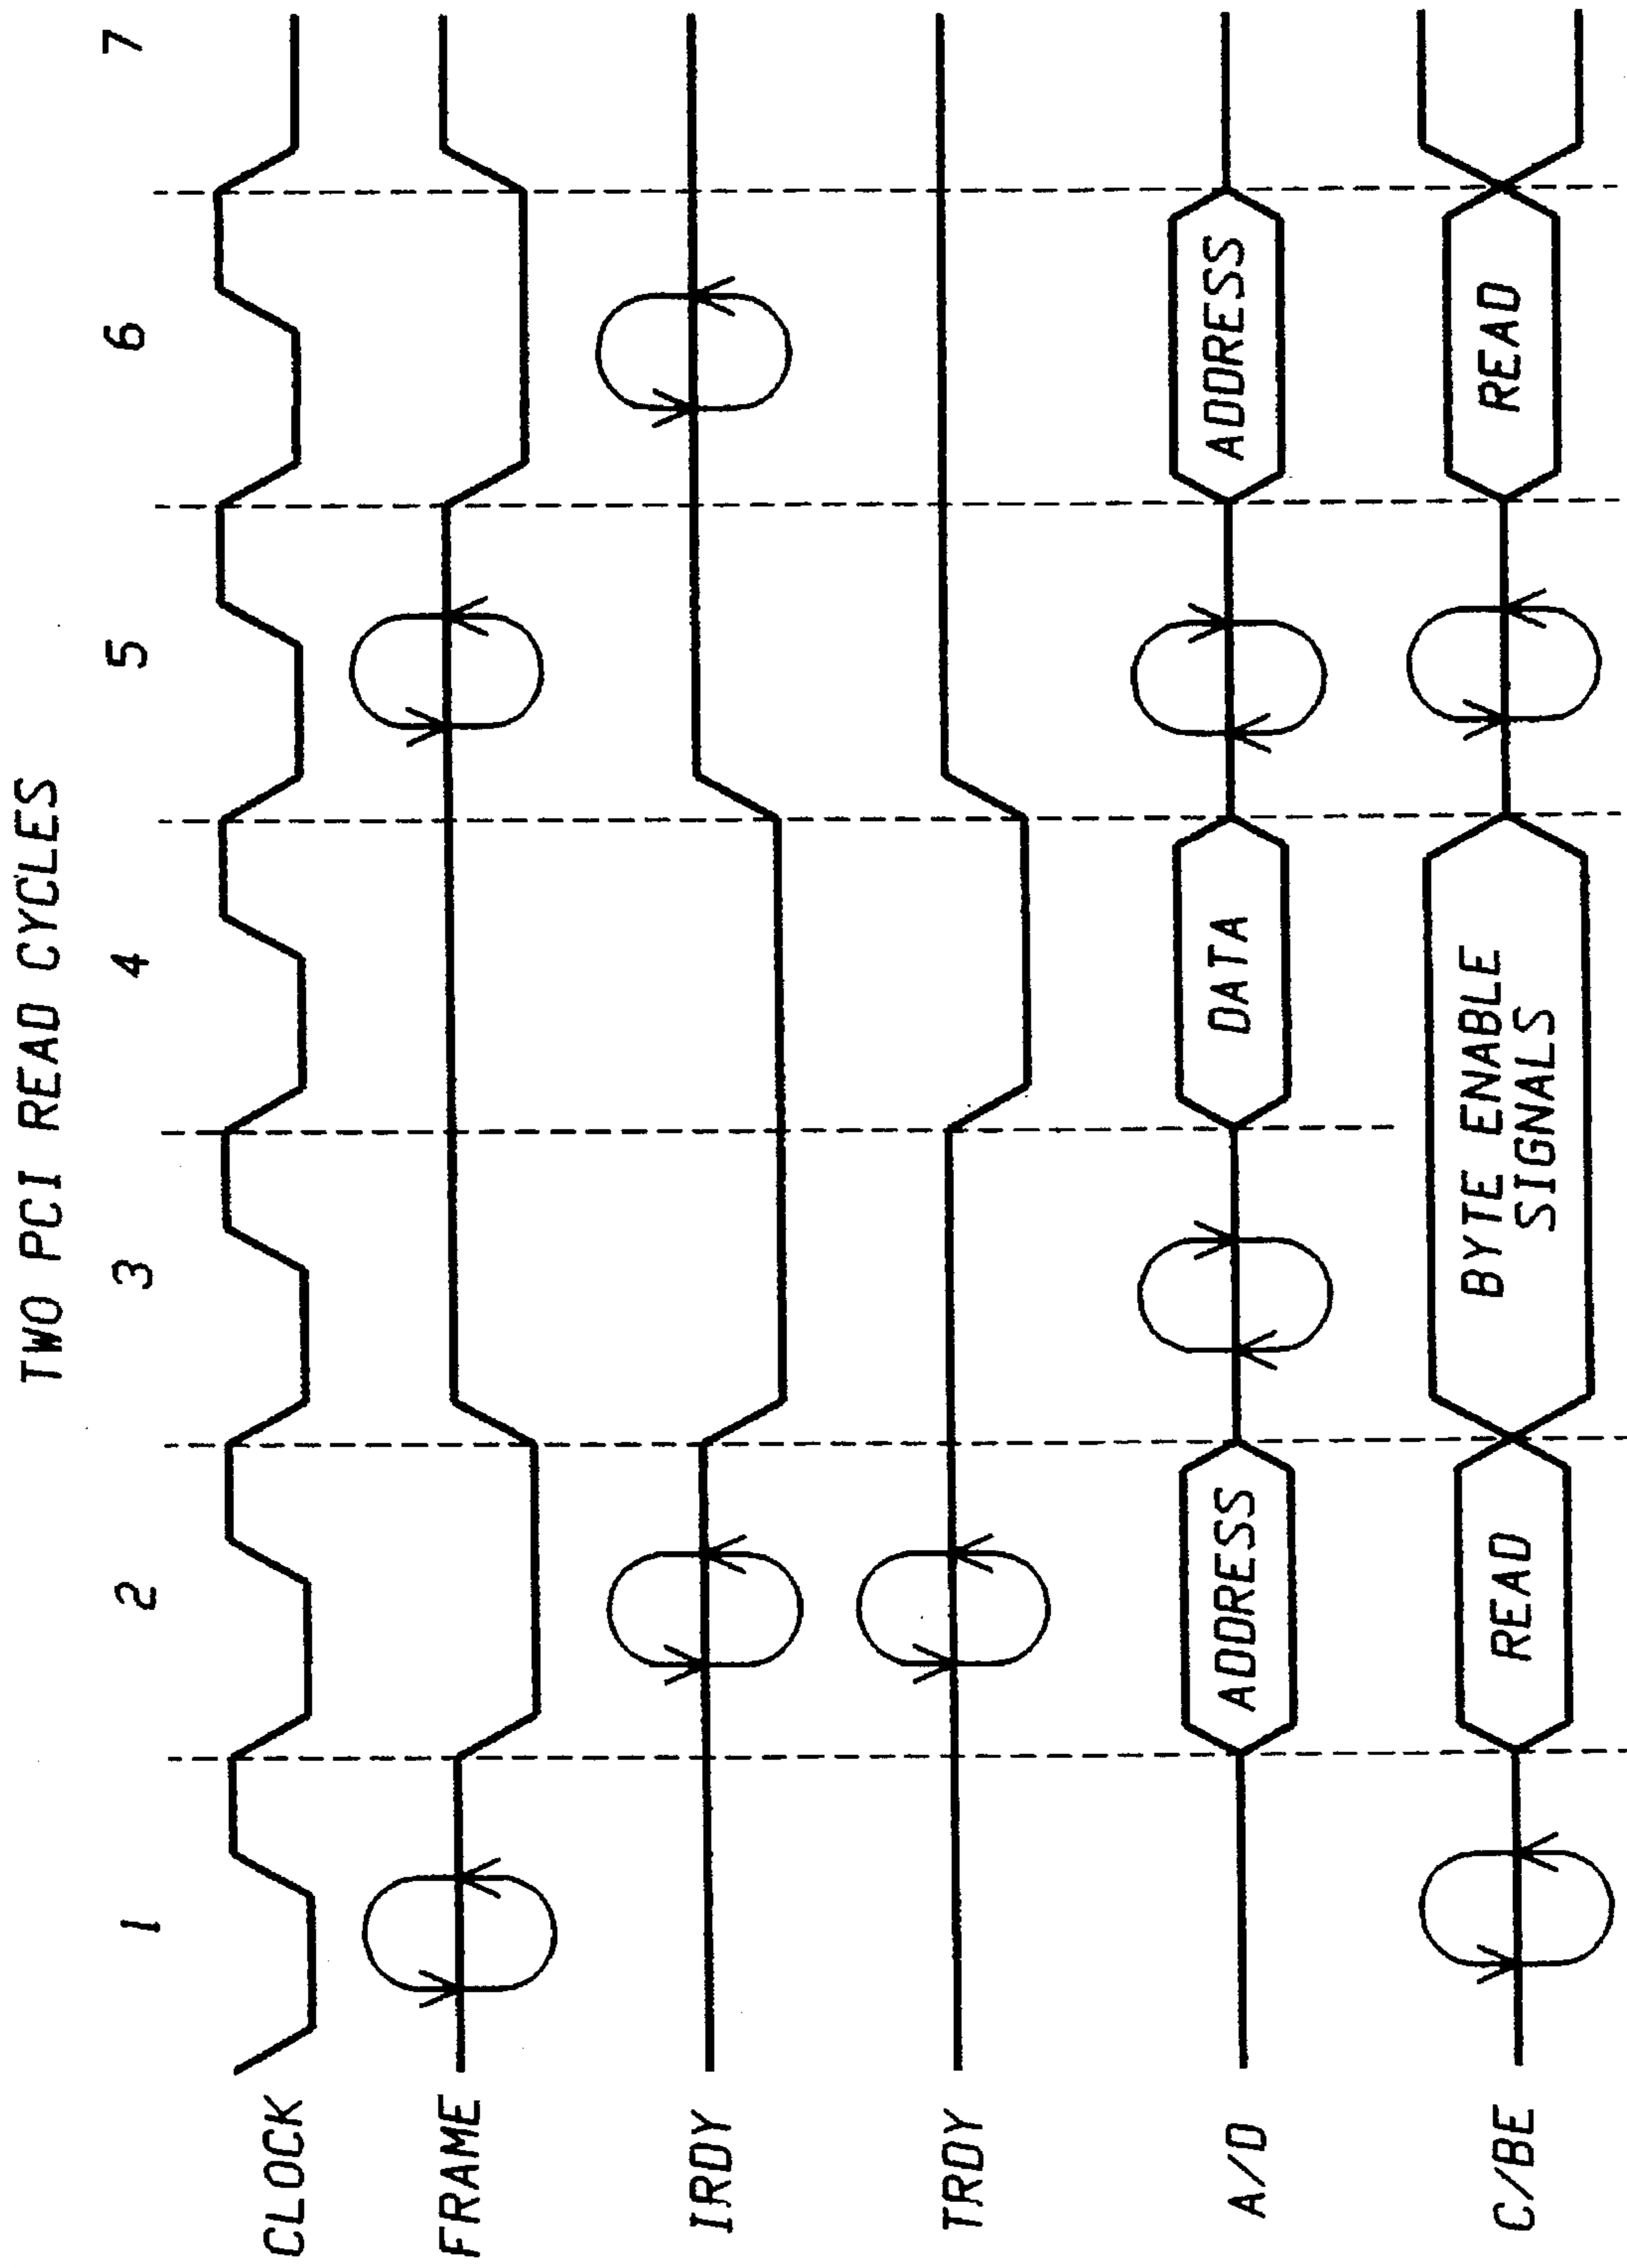 TWO PCI READ CYCLES
1 2 3 4 5 6 7
CLOCK
FRAME
IRDY
TRDY
A/D ADDRESS DATA ADDRESS
C/BE READ BYTE ENABLE READ
SIGNALS